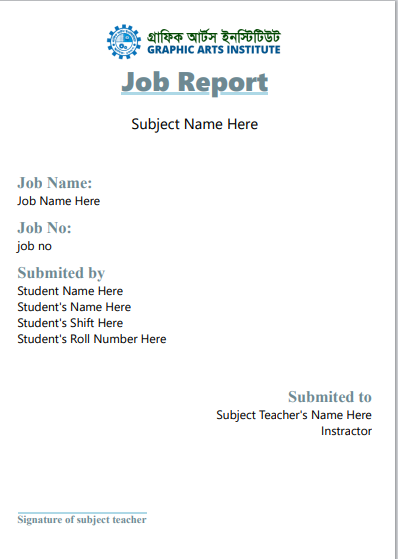 গ্রাফিক আর্টস ইনস্টিটিউট
GRAPHIC ARTS INSTITUTE
Job Report
Subject Name Here
Job Name:
Job Name Here
Job No:
job no
Submited by
Student Name Here
Student's Name Here
Student's Shift Here
Student's Roll Number Here
Submited to
Subject Teacher's Name Here
Instractor
Signature of subject teacher